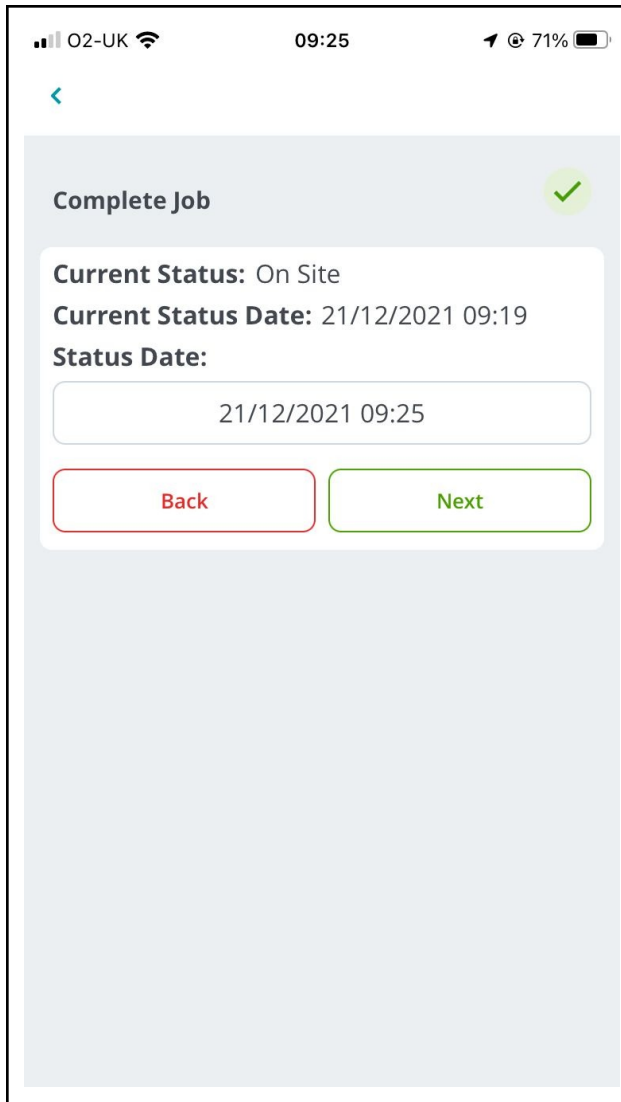 O2-UK 09:25 71%
Complete Job
Current Status: On Site
Current Status Date: 21/12/2021 09:19
Status Date:
21/12/2021 09:25
Back Next